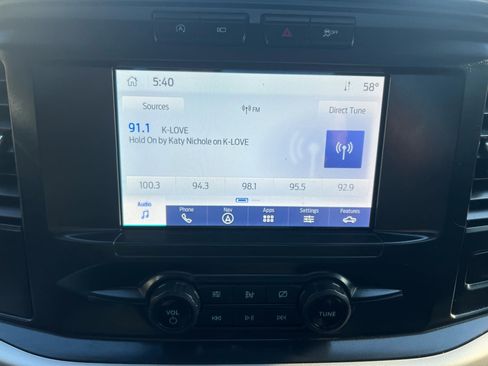 OFF
5:40
58°
Sources
FM
Direct Tune
91.1 K-LOVE
Hold On by Katy Nichole on K-LOVE
100.3 94.3 98.1 95.5 92.9
Audio Phone Nav Apps Settings Features
VOL
TUNE